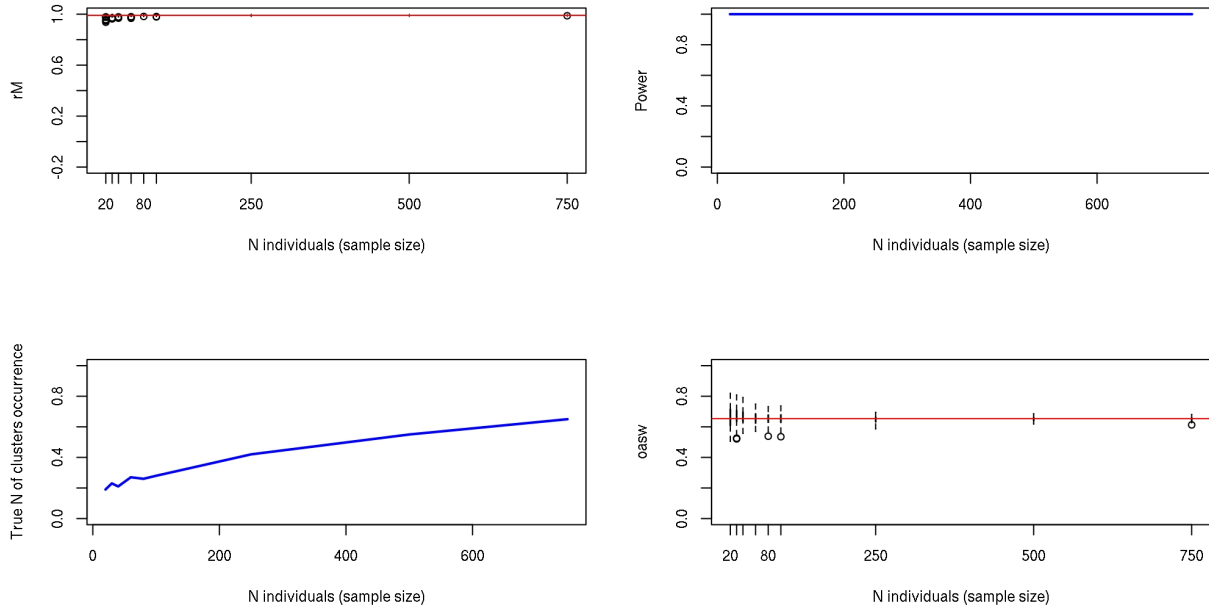 rM
-0.2 0.2 0.6 1.0
20 80 250 500 750
N individuals (sample size)
Power
0.0 0.4 0.8
0 200 400 600
N individuals (sample size)
True N of clusters occurrence
0.0 0.4 0.8
0 200 400 600
N individuals (sample size)
oasw
0.0 0.4 0.8
20 80 250 500 750
N individuals (sample size)